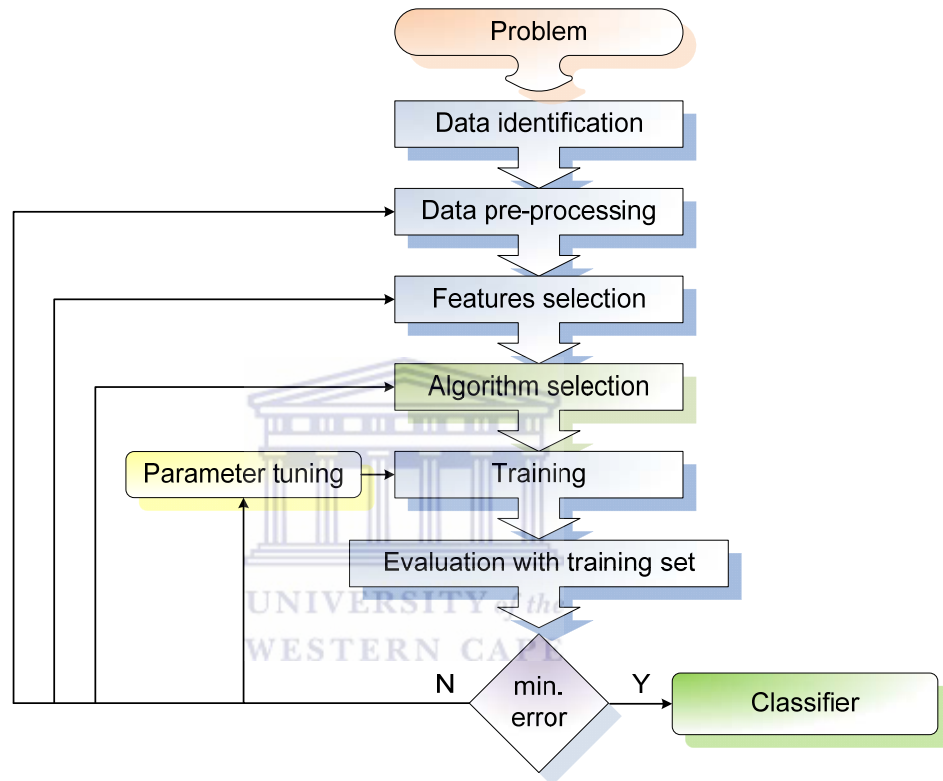 Problem
Data identification
Data pre-processing
Features selection
Algorithm selection
Parameter tuning
Training
Evaluation with training set
UNIVERSITY of the
WESTERN CAPE
N
min.
error
Y
Classifier